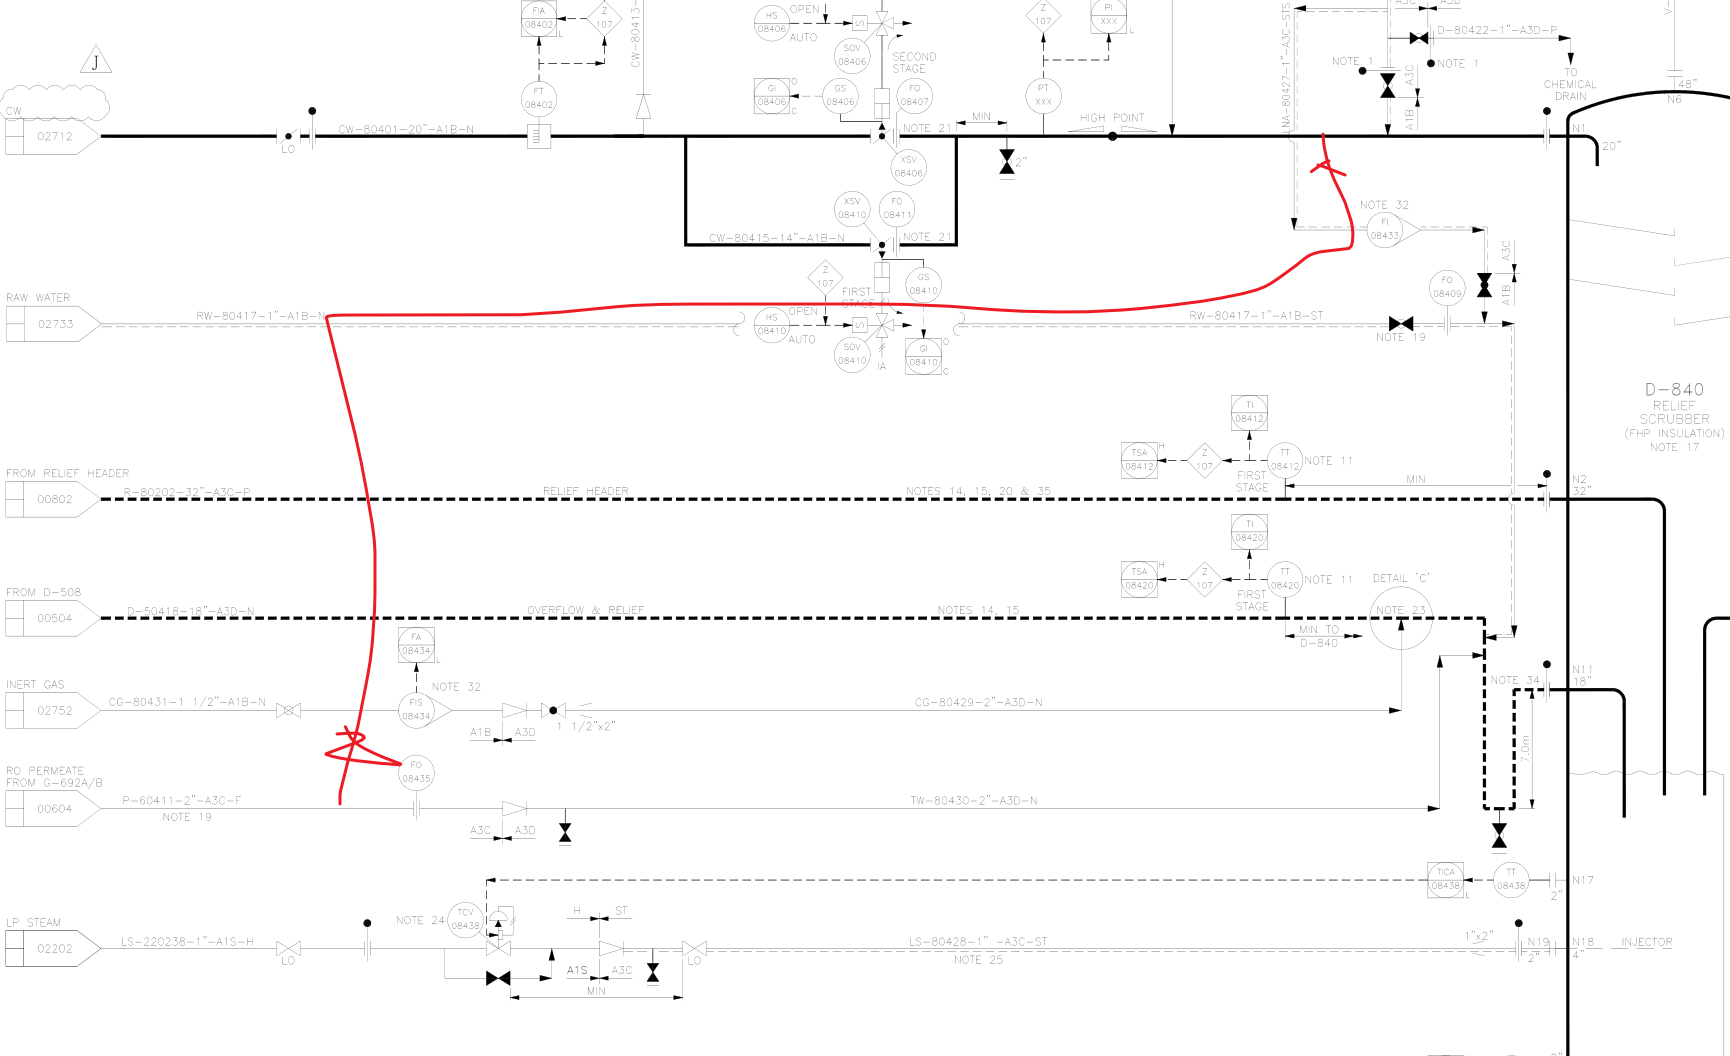 FIA
08402
L
Z
107
CW-80413-
HS
08406
OPEN
AUTO
S
SOV
08406
SECOND
STAGE
Z
107
PI
XXX
L
A3C
A3D
D-80422-1"-A3D-P
V-
J
NOTE 1
NOTE 1
TO
CHEMICAL
DRAIN
48"
N6
LNA-80427-1"-A3C-STS
A3C
A1B
FT
08402
GI
08406
O
C
GS
08406
FO
08407
PT
XXX
CW
02712
LO
CW-80401-20"-A1B-N
NOTE 21
MIN
HIGH POINT
N1
20"
2"
XSV
08406
XSV
08410
FO
08411
NOTE 32
FI
08433
CW-80415-14"-A1B-N
NOTE 21
A3C
A1B
Z
107
FIRST
STAGE
GS
08410
FO
08409
RAW WATER
02733
RW-80417-1"-A1B-N
HS
08410
OPEN
AUTO
S
SOV
08410
IA
GI
08410
O
C
RW-80417-1"-A1B-ST
NOTE 19
D-840
RELIEF
SCRUBBER
(FHP INSULATION)
NOTE 17
TI
08412
TSA
08412
H
Z
107
TT
08412
NOTE 11
FIRST
STAGE
MIN
FROM RELIEF HEADER
00802
R-80202-32"-A3C-P
RELIEF HEADER
NOTES 14, 15, 20 & 35
N2
32"
TI
08420
TSA
08420
H
Z
107
TT
08420
NOTE 11
FIRST
STAGE
DETAIL 'C'
NOTE 23
FROM D-508
00504
D-50418-18"-A3D-N
OVERFLOW & RELIEF
NOTES 14, 15
MIN TO
D-840
FA
08434
L
INERT GAS
02752
CG-80431-1 1/2"-A1B-N
FIS
08434
NOTE 32
A1B
A3D
1 1/2"x2"
CG-80429-2"-A3D-N
NOTE 34
N11
18"
7.0m
RO PERMEATE
FROM G-692A/B
00604
P-60411-2"-A3C-F
NOTE 19
FO
08435
A3C
A3D
TW-80430-2"-A3D-N
TICA
08438
L
TT
08438
2"
N17
LP STEAM
02202
LS-220238-1"-A1S-H
LO
NOTE 24
TCV
08438
H
ST
A1S
A3C
MIN
LO
LS-80428-1" -A3C-ST
NOTE 25
1"x2"
N19
2"
N18
4"
INJECTOR